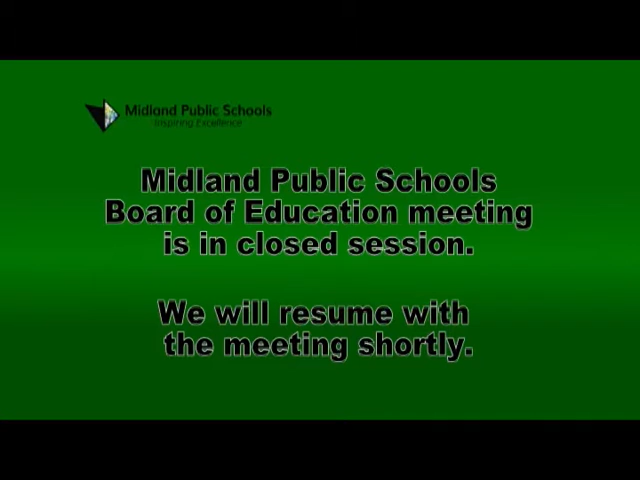 Midland Public Schools
Inspiring Excellence
Midland Public Schools
Board of Education meeting
is in closed session.
We will resume with
the meeting shortly.